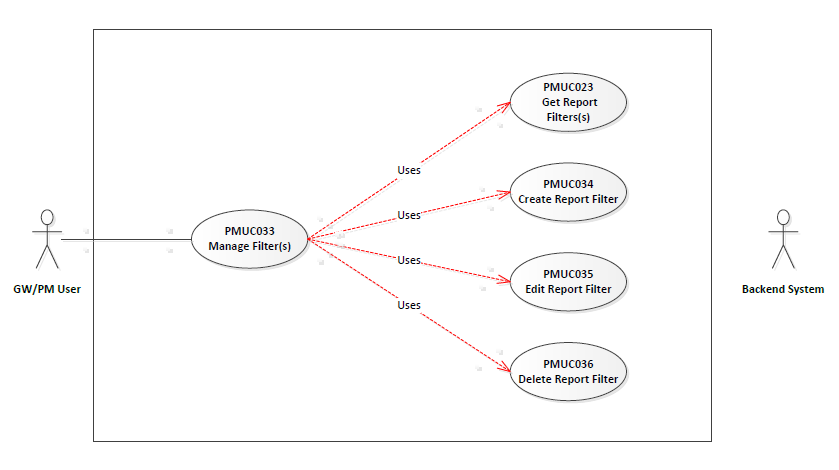 PMUC023
Get Report
Filters(s)
Uses
PMUC034
Create Report Filter
Uses
PMUC033
Manage Filter(s)
Uses
PMUC035
Edit Report Filter
GW/PM User
Backend System
Uses
PMUC036
Delete Report Filter